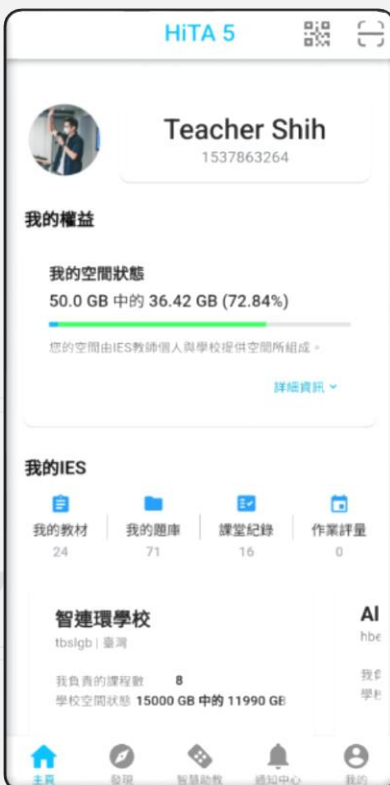 HiTA 5
Teacher Shih
1537863264
我的權益
我的空間狀態
50.0 GB 中的 36.42 GB (72.84%)
您的空間由IES教師個人與學校提供空間所組成。
詳細資訊
我的IES
我的教材 我的題庫 課堂紀錄 作業評量
24 71 16 0
智連環學校 AI
tbslgb | 臺灣 hbe
我負責的課程數 8 我負
學校空間狀態 15000 GB 中的 11990 GB 學校
主頁 發現 智慧助教 通知中心 我的